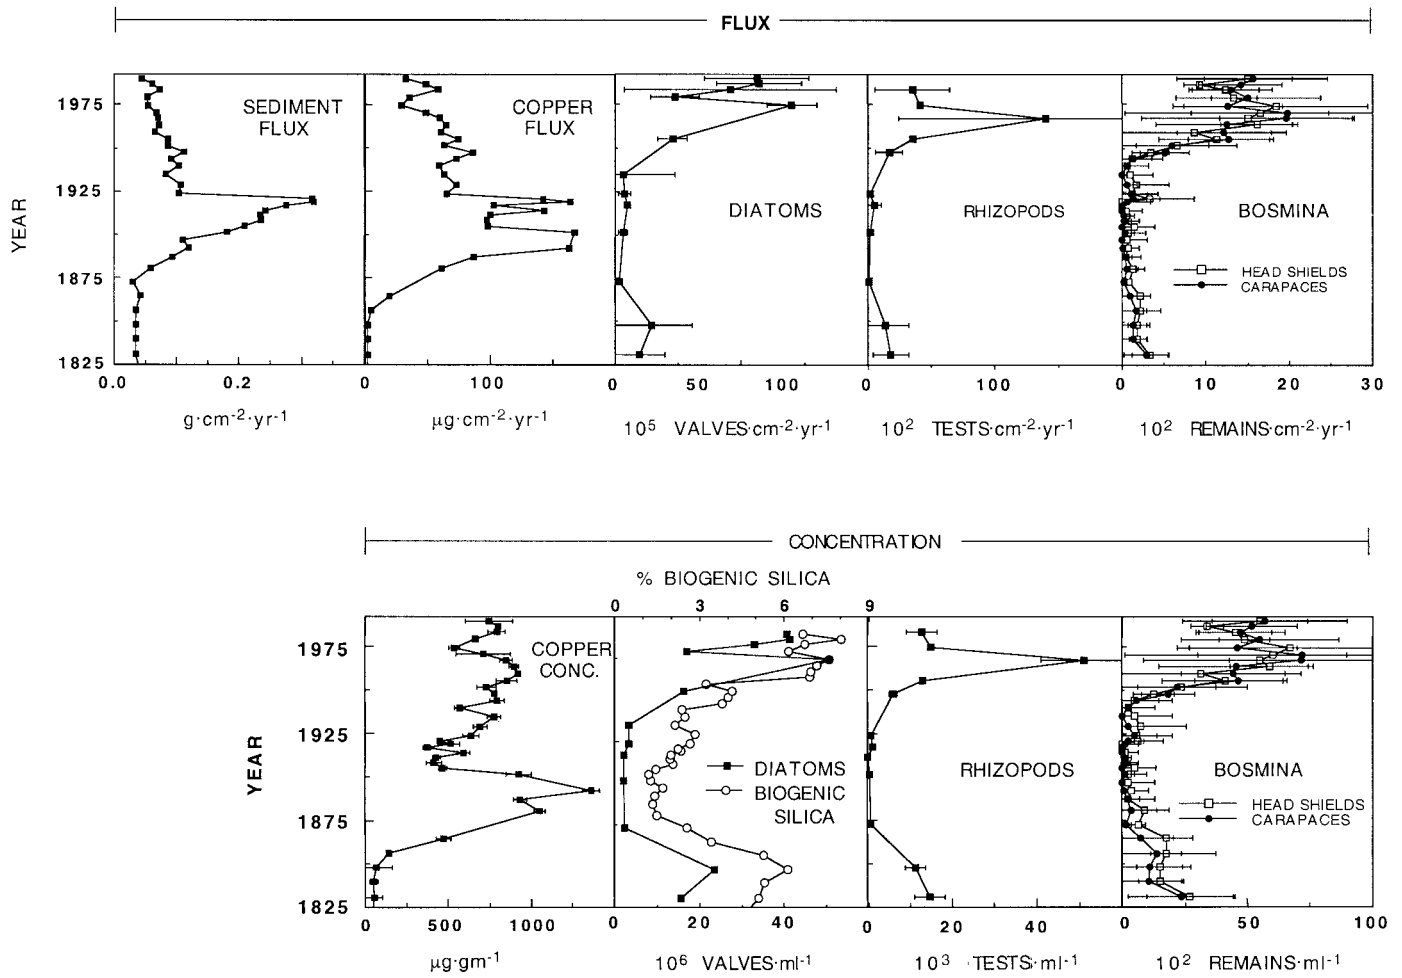 FLUX
SEDIMENT
FLUX
COPPER
FLUX
DIATOMS
RHIZOPODS
BOSMINA
HEAD SHIELDS
CARAPACES
YEAR
1975
1925
1875
1825
0.0 0.2
0 100
0 50 100
0 100
0 10 20 30
g·cm-2·yr-1
µg·cm-2·yr-1
10⁵ VALVES·cm-2·yr-1
10² TESTS·cm-2·yr-1
10² REMAINS·cm-2·yr-1
CONCENTRATION
% BIOGENIC SILICA
0 3 6 9
COPPER
CONC.
DIATOMS
BIOGENIC
SILICA
RHIZOPODS
BOSMINA
HEAD SHIELDS
CARAPACES
YEAR
1975
1925
1875
1825
0 500 1000
0 20 40
0 20 40
0 50 100
µg·gm-1
10⁶ VALVES·ml-1
10³ TESTS·ml-1
10² REMAINS·ml-1